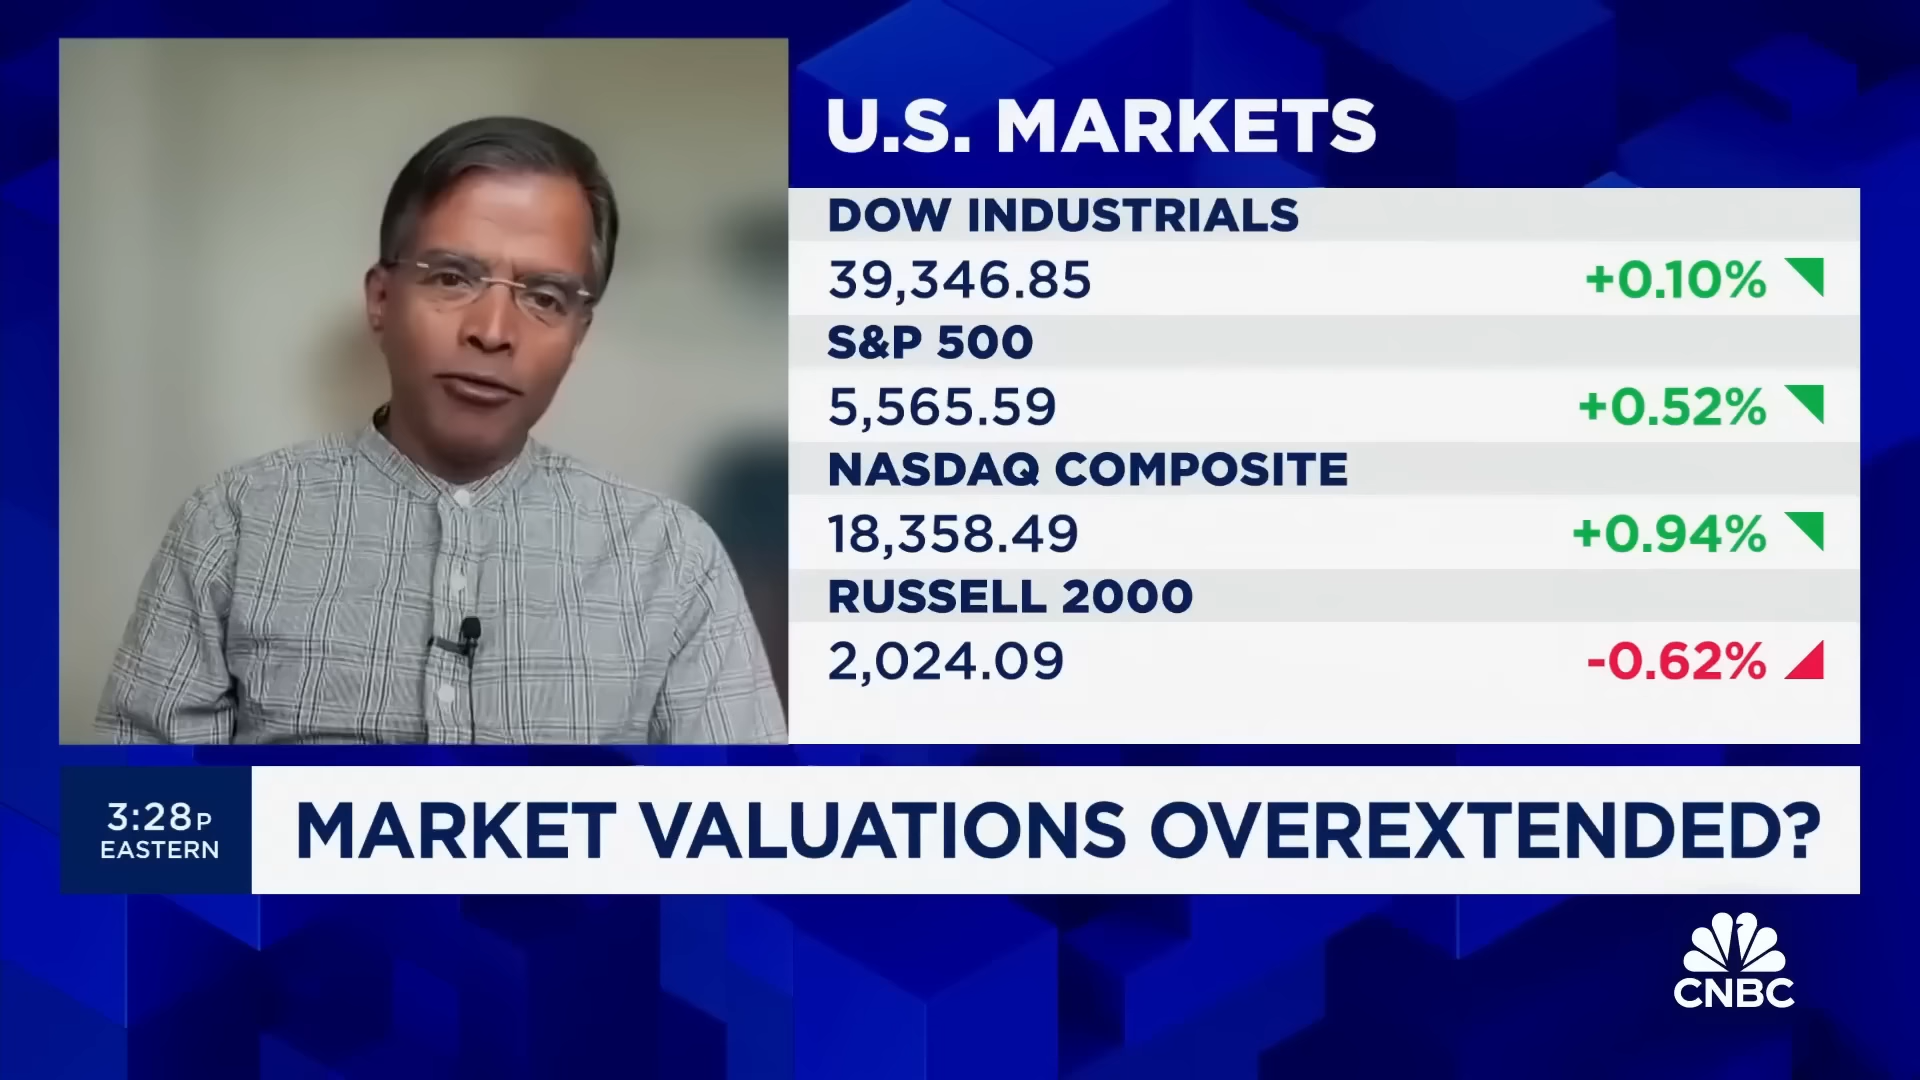 U.S. MARKETS
DOW INDUSTRIALS
39,346.85 +0.10%
S&P 500
5,565.59 +0.52%
NASDAQ COMPOSITE
18,358.49 +0.94%
RUSSELL 2000
2,024.09 -0.62%
3:28P
EASTERN
MARKET VALUATIONS OVEREXTENDED?
CNBC